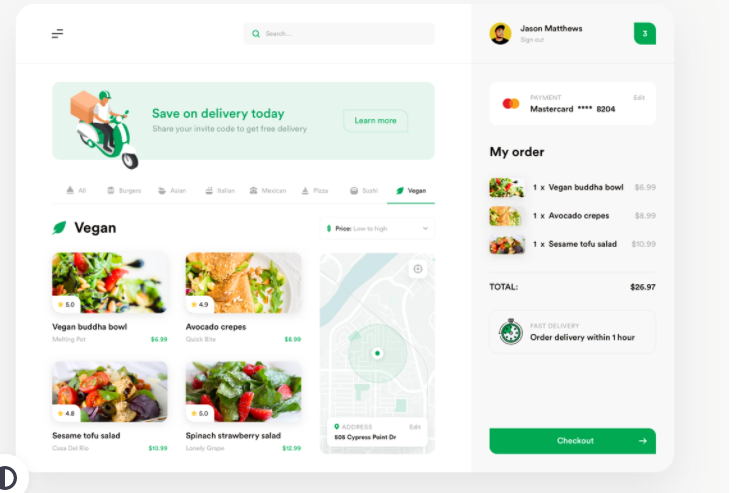 Search...
Jason Matthews
Sign out
3
Save on delivery today
Share your invite code to get free delivery
Learn more
PAYMENT
Edit
Mastercard **** 8204
My order
1 x Vegan buddha bowl $6.99
1 x Avocado crepes $8.99
1 x Sesame tofu salad $10.99
TOTAL: $26.97
FAST DELIVERY
Order delivery within 1 hour
Checkout
All
Burgers
Asian
Italian
Mexican
Pizza
Sushi
Vegan
Vegan
Price: Low to high
5.0
Vegan buddha bowl
Melting Pot $6.99
4.9
Avocado crepes
Quick Bite $8.99
4.8
Sesame tofu salad
Casa Del Rio $10.99
5.0
Spinach strawberry salad
Lonely Grape $12.99
ADDRESS Edit
Cypress Point Dr